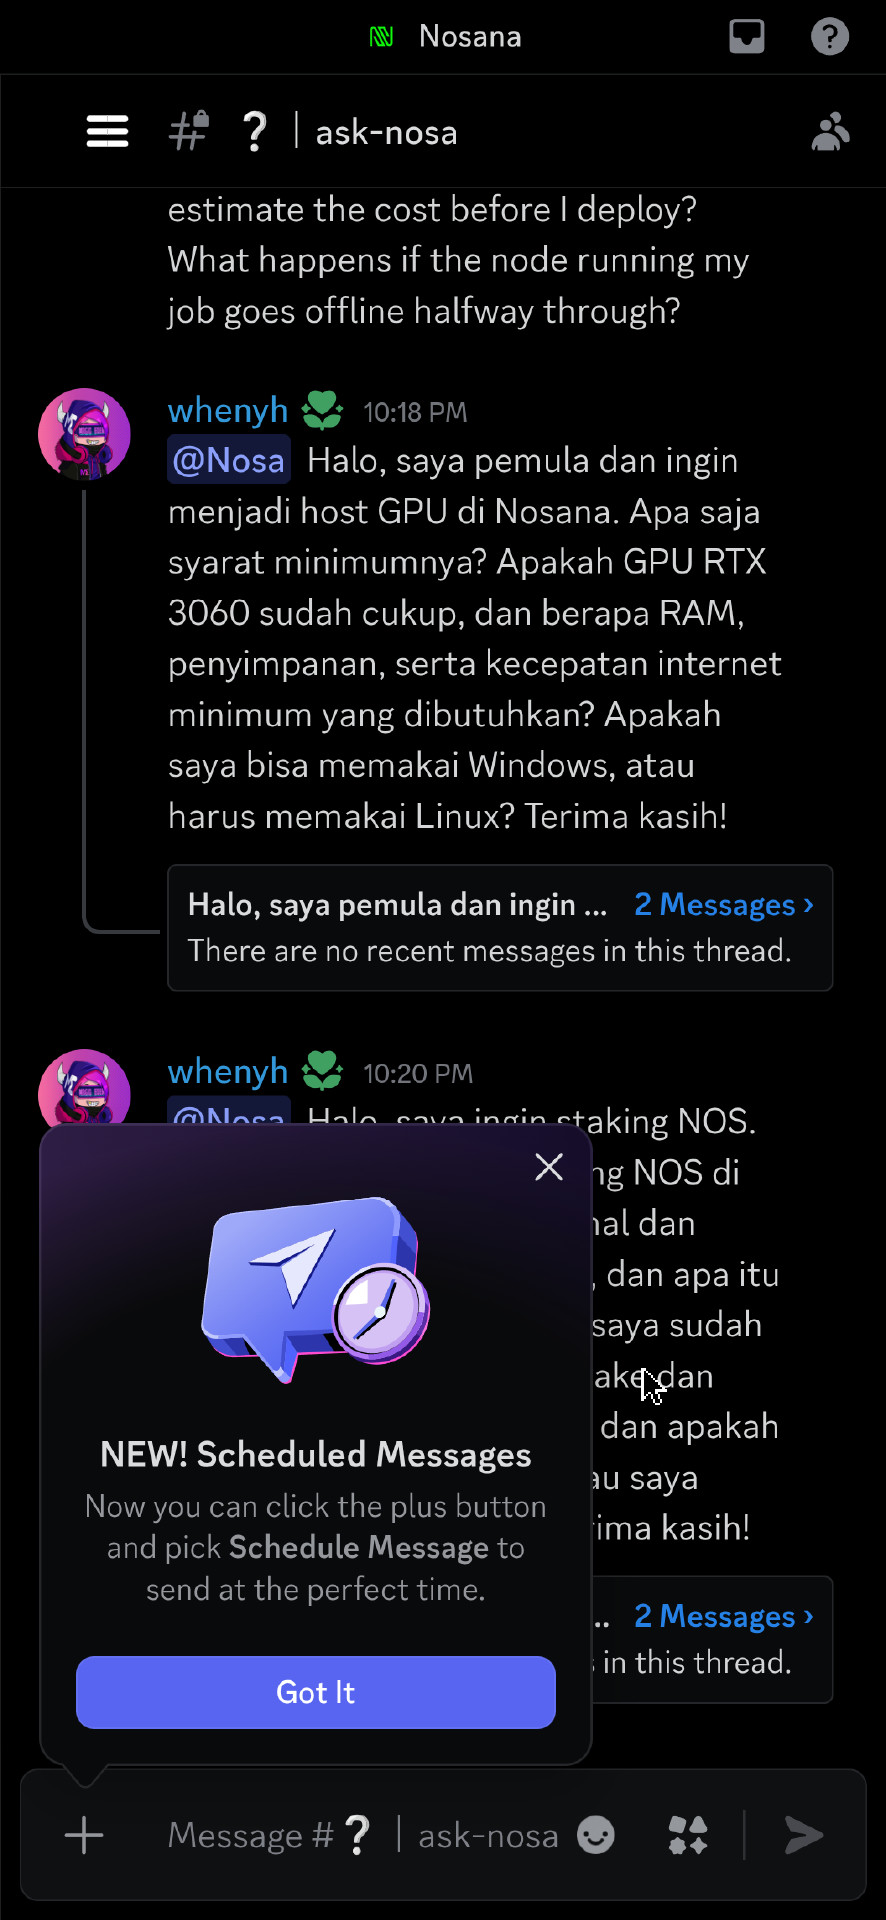 Nosana
# ❔ | ask-nosa
estimate the cost before I deploy?
What happens if the node running my
job goes offline halfway through?
whenyh 10:18 PM
@Nosa Halo, saya pemula dan ingin
menjadi host GPU di Nosana. Apa saja
syarat minimumnya? Apakah GPU RTX
3060 sudah cukup, dan berapa RAM,
penyimpanan, serta kecepatan internet
minimum yang dibutuhkan? Apakah
saya bisa memakai Windows, atau
harus memakai Linux? Terima kasih!
Halo, saya pemula dan ingin ... 2 Messages ›
There are no recent messages in this thread.
whenyh 10:20 PM
@Nosa Halo, saya ingin staking NOS.
NOS di
dan
, dan apa itu
saya sudah
dan
dan apakah
saya
kasih!
.. 2 Messages ›
in this thread.
NEW! Scheduled Messages
Now you can click the plus button
and pick Schedule Message to
send at the perfect time.
Got It
Message #❔ | ask-nosa